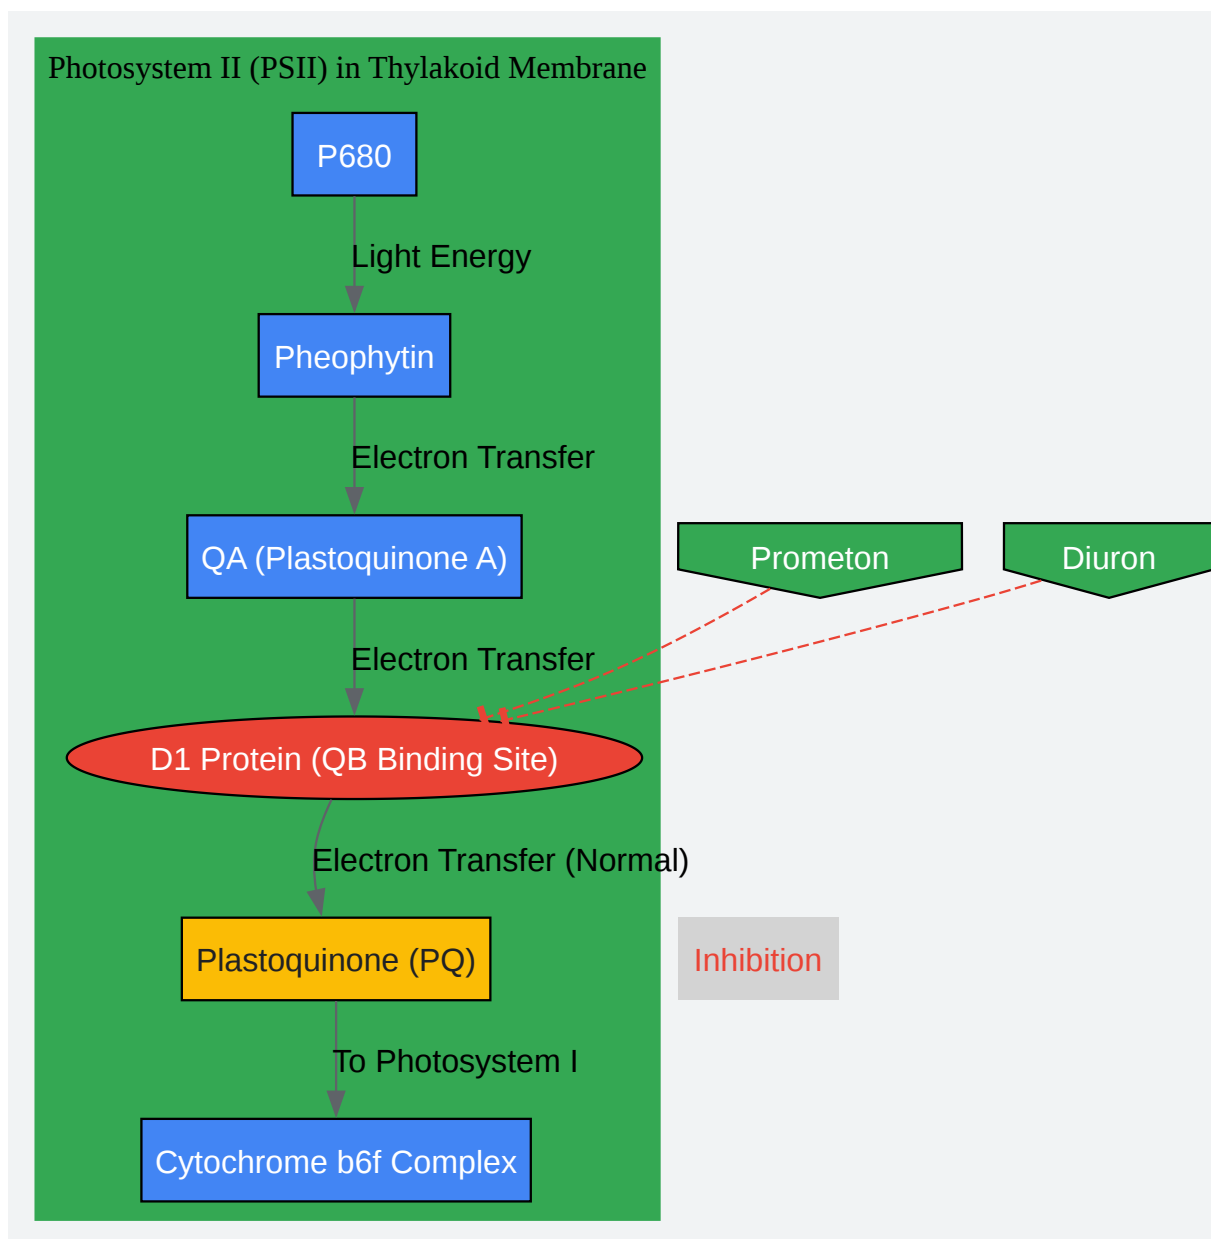 Photosystem II (PSII) in Thylakoid Membrane
P680
Light Energy
Pheophytin
Electron Transfer
QA (Plastoquinone A)
Prometon
Diuron
Electron Transfer
D1 Protein (QB Binding Site)
Electron Transfer (Normal)
Plastoquinone (PQ)
Inhibition
To Photosystem I
Cytochrome b6f Complex